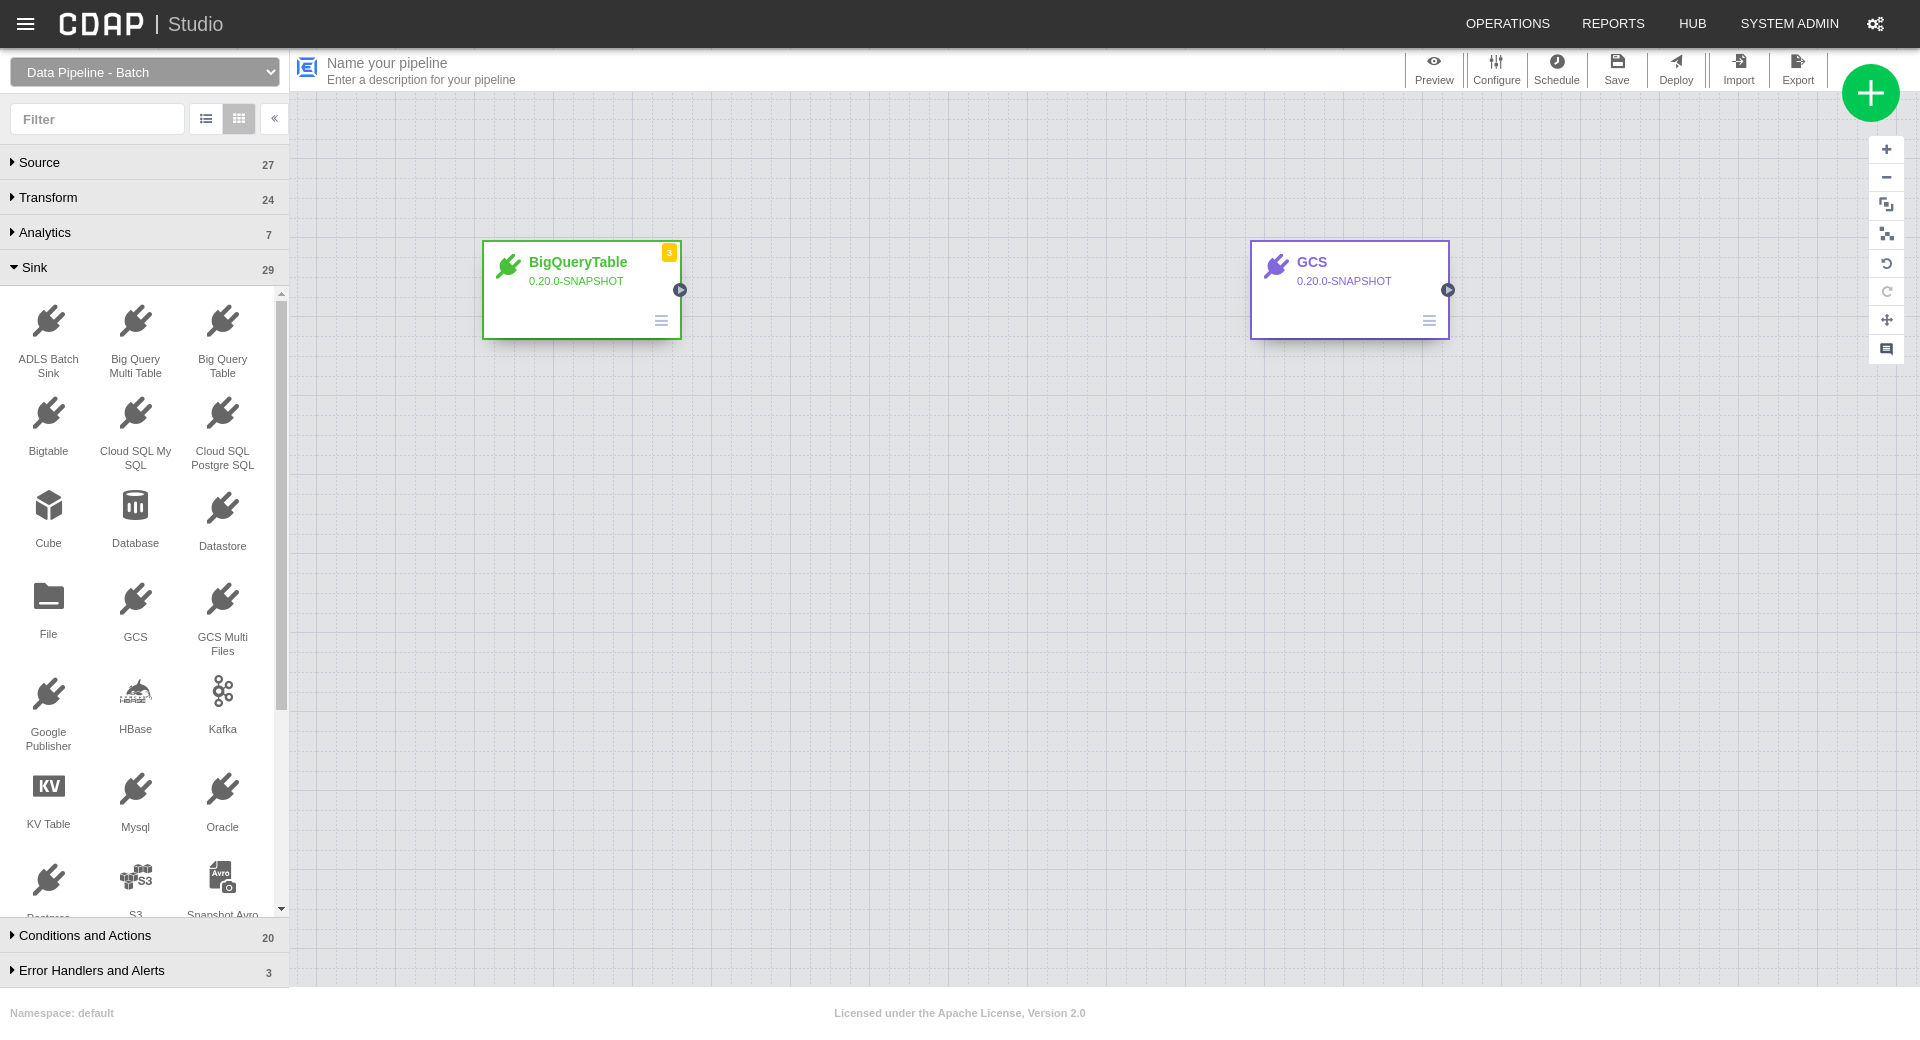 CDAP | Studio
OPERATIONS REPORTS HUB SYSTEM ADMIN
Data Pipeline - Batch
Name your pipeline
Enter a description for your pipeline
Preview Configure Schedule Save Deploy Import Export
Filter
Source 27
Transform 24
Analytics 7
Sink 29
ADLS Batch
Sink
Big Query
Multi Table
Big Query
Table
Bigtable
Cloud SQL My
SQL
Cloud SQL
Postgre SQL
Cube
Database
Datastore
File
GCS
GCS Multi
Files
Google
Publisher
HBASE
HBase
Kafka
KV
KV Table
Mysql
Oracle
Postgres
S3
S3
Avro
Snapshot Avro
Conditions and Actions 20
Error Handlers and Alerts 3
BigQueryTable 3
0.20.0-SNAPSHOT
GCS
0.20.0-SNAPSHOT
Namespace: default
Licensed under the Apache License, Version 2.0